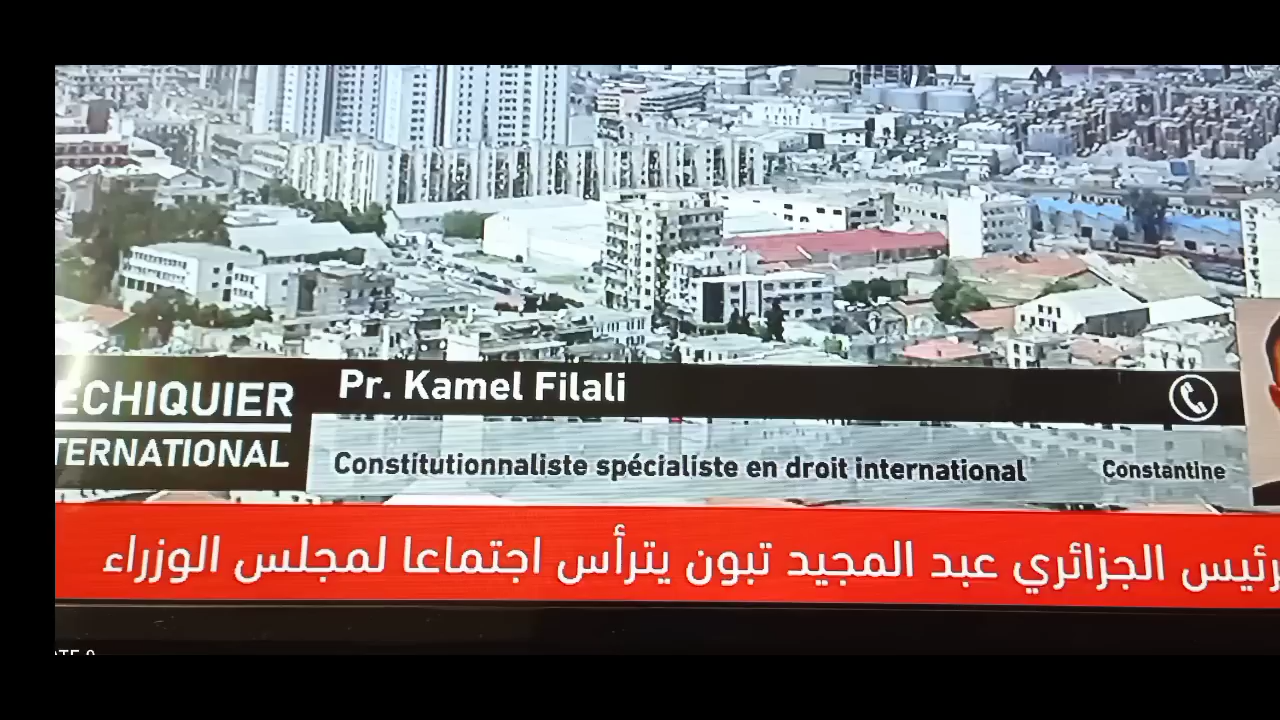 ECHIQUIER
TERNATIONAL
Pr. Kamel Filali
Constitutionnaliste spécialiste en droit international
Constantine
رئيس الجزائري عبد المجيد تبون يترأس اجتماعا لمجلس الوزراء